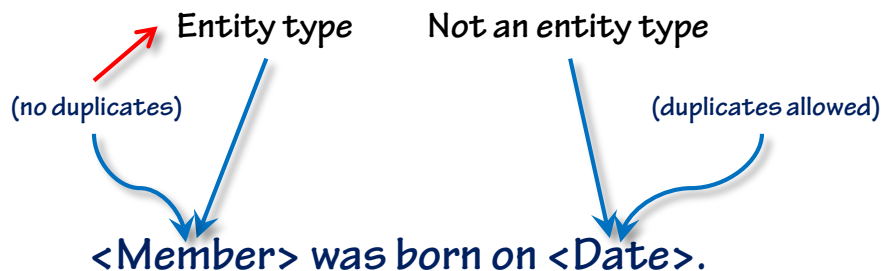 Entity type Not an entity type
(no duplicates) (duplicates allowed)
<Member> was born on <Date>.